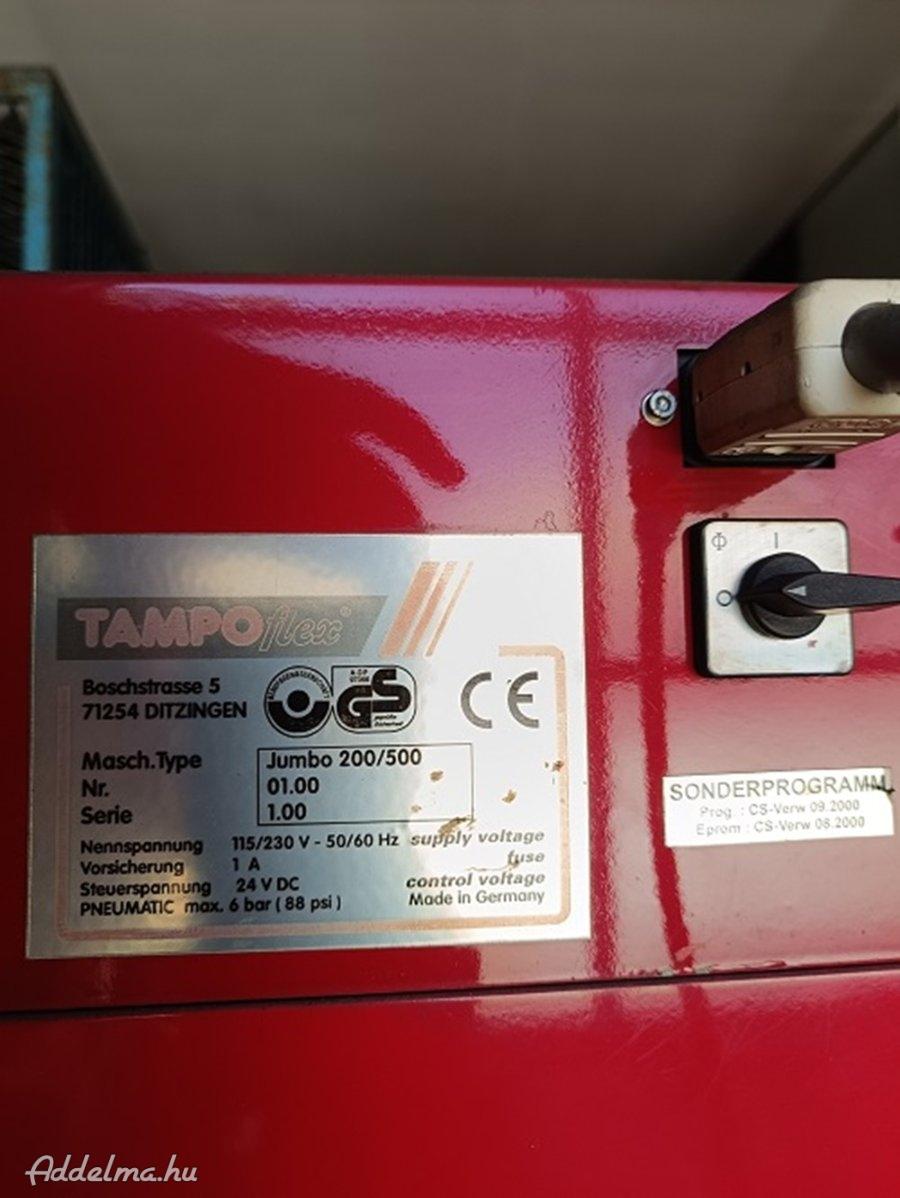 TAMPOflex®
Boschstrasse 5
71254 DITZINGEN
GS
geprüfte
Sicherheit
CE
Masch.Type Jumbo 200/500
Nr. 01.00
Serie 1.00
Nennspannung 115/230 V - 50/60 Hz supply voltage
Vorsicherung 1 A fuse
Steuerspannung 24 V DC control voltage
PNEUMATIC max. 6 bar ( 88 psi ) Made in Germany
I
O
SONDERPROGRAMM
Prog. : CS-Verw 09.2000
Eprom : CS-Verw 08.2000
Addelma.hu